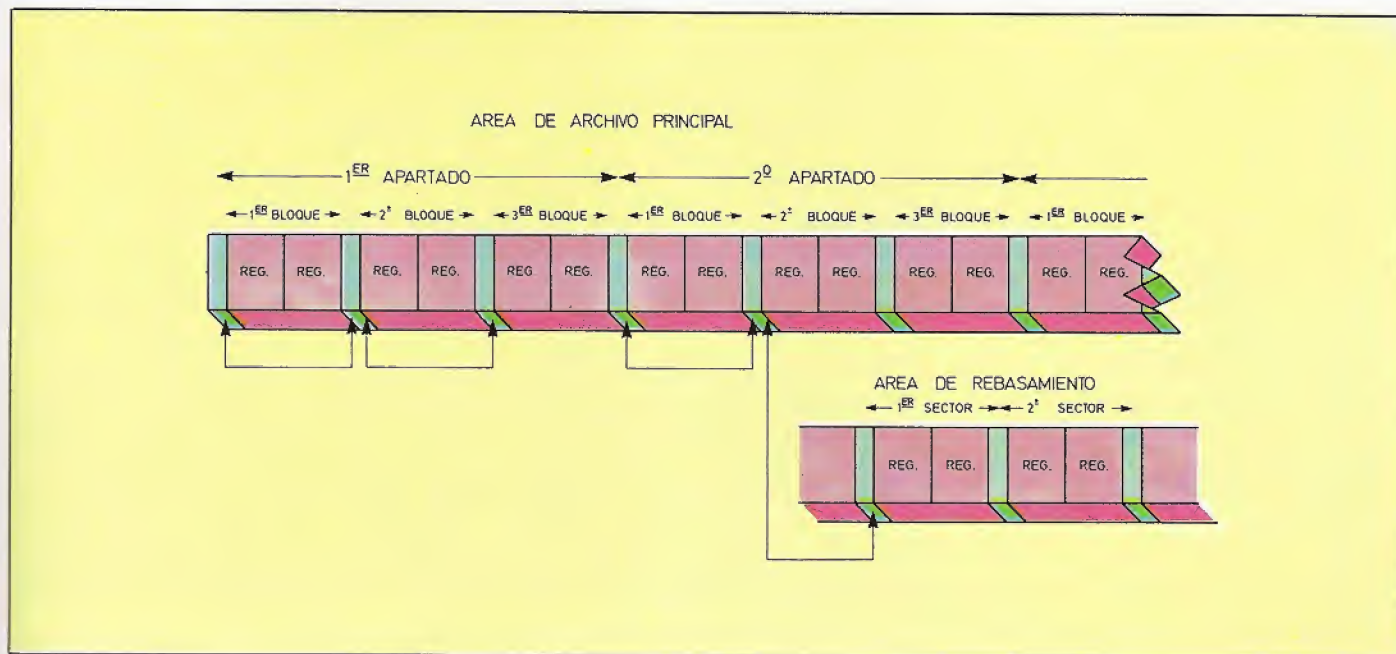 AREA DE ARCHIVO PRINCIPAL
1ER APARTADO 2º APARTADO
1ER BLOQUE 2º BLOQUE 3ER BLOQUE 1ER BLOQUE 2º BLOQUE 3ER BLOQUE 1ER BLOQUE
REG. REG. REG. REG. REG. REG. REG. REG. REG. REG. REG. REG. REG. REG.
AREA DE REBASAMIENTO
1ER SECTOR 2º SECTOR
REG. REG. REG. REG.